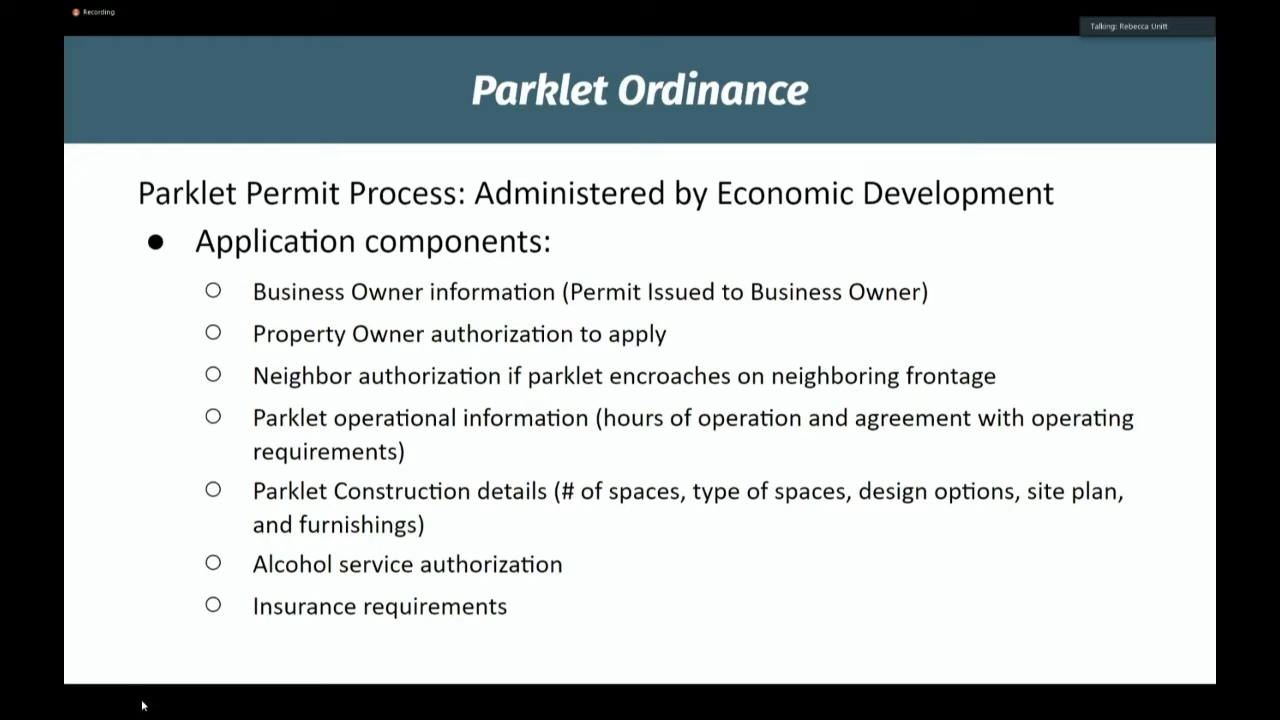 Recording
Talking: Rebecca Unitt
Parklet Ordinance
Parklet Permit Process: Administered by Economic Development
● Application components:
○ Business Owner information (Permit Issued to Business Owner)
○ Property Owner authorization to apply
○ Neighbor authorization if parklet encroaches on neighboring frontage
○ Parklet operational information (hours of operation and agreement with operating
requirements)
○ Parklet Construction details (# of spaces, type of spaces, design options, site plan,
and furnishings)
○ Alcohol service authorization
○ Insurance requirements